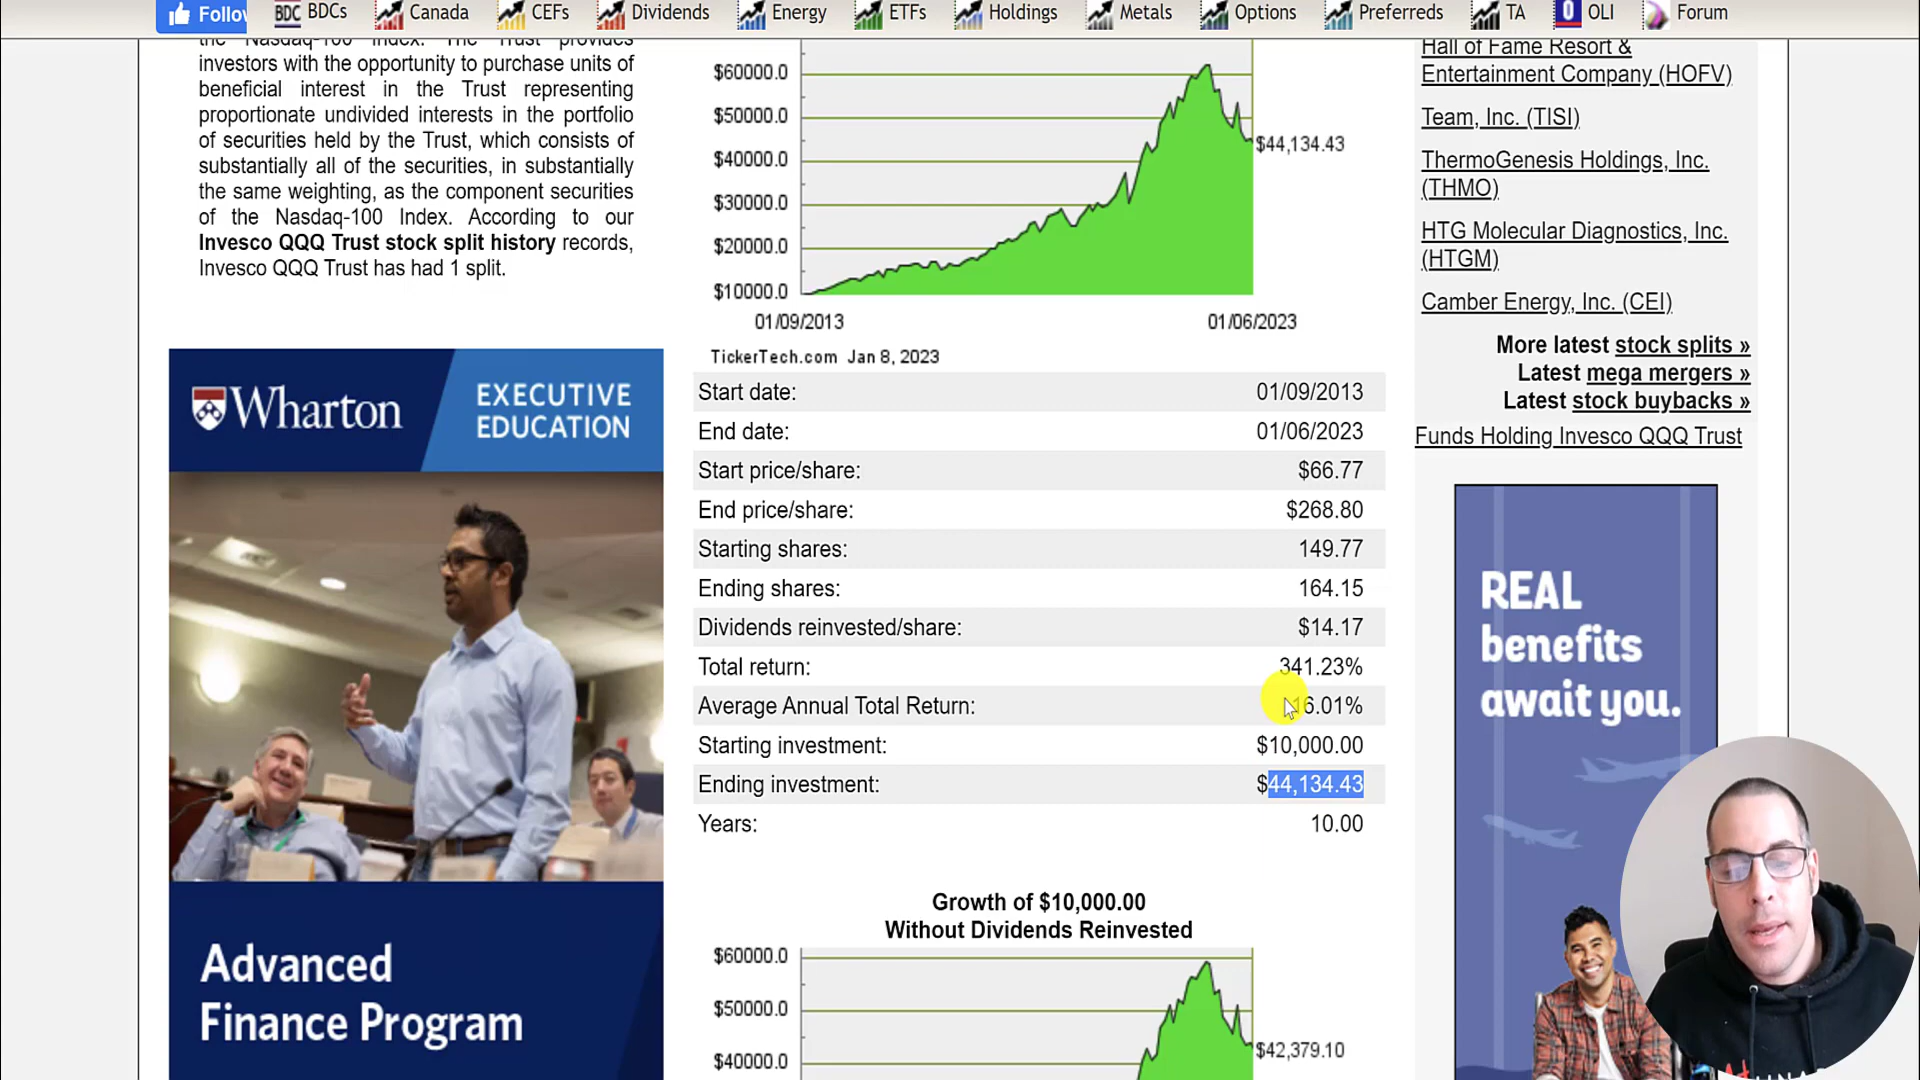 Follow
BDC BDCs
Canada
CEFs
Dividends
Energy
ETFs
Holdings
Metals
Options
Preferreds
TA
OLI
Forum
the Nasdaq-100 Index. The Trust provides
investors with the opportunity to purchase units of
beneficial interest in the Trust representing
proportionate undivided interests in the portfolio
of securities held by the Trust, which consists of
substantially all of the securities, in substantially
the same weighting, as the component securities
of the Nasdaq-100 Index. According to our
Invesco QQQ Trust stock split history records,
Invesco QQQ Trust has had 1 split.
Wharton
EXECUTIVE
EDUCATION
Advanced
Finance Program
$60000.0
$50000.0
$40000.0
$30000.0
$20000.0
$10000.0
$44,134.43
01/09/2013 01/06/2023
TickerTech.com Jan 8, 2023
Start date: 01/09/2013
End date: 01/06/2023
Start price/share: $66.77
End price/share: $268.80
Starting shares: 149.77
Ending shares: 164.15
Dividends reinvested/share: $14.17
Total return: 341.23%
Average Annual Total Return: 16.01%
Starting investment: $10,000.00
Ending investment: $44,134.43
Years: 10.00
Growth of $10,000.00
Without Dividends Reinvested
$60000.0
$50000.0
$40000.0
$42,379.10
Hall of Fame Resort &
Entertainment Company (HOFV)
Team, Inc. (TISI)
ThermoGenesis Holdings, Inc.
(THMO)
HTG Molecular Diagnostics, Inc.
(HTGM)
Camber Energy, Inc. (CEI)
More latest stock splits »
Latest mega mergers »
Latest stock buybacks »
Funds Holding Invesco QQQ Trust
REAL
benefits
await you.